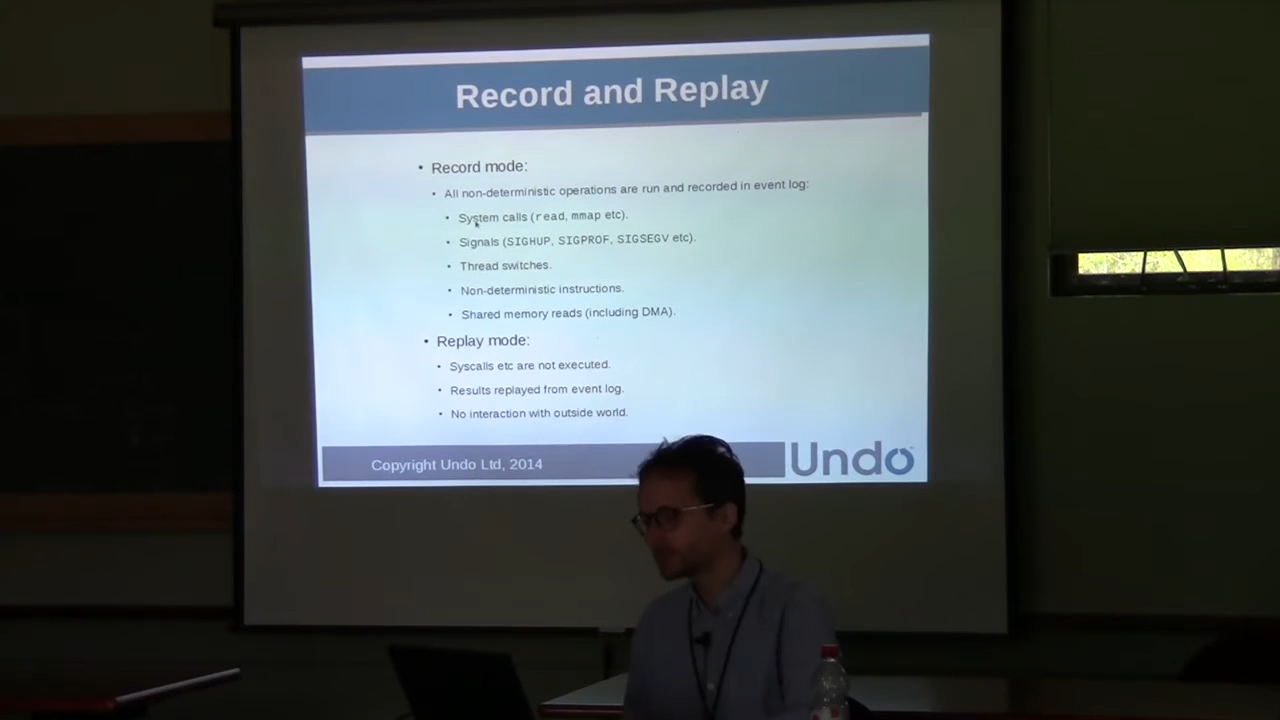 Record and Replay
• Record mode:
• All non-deterministic operations are run and recorded in event log:
• System calls (read, mmap etc).
• Signals (SIGHUP, SIGPROF, SIGSEGV etc).
• Thread switches.
• Non-deterministic instructions.
• Shared memory reads (including DMA).
• Replay mode:
• Syscalls etc are not executed.
• Results replayed from event log.
• No interaction with outside world.
Copyright Undo Ltd, 2014
Undo